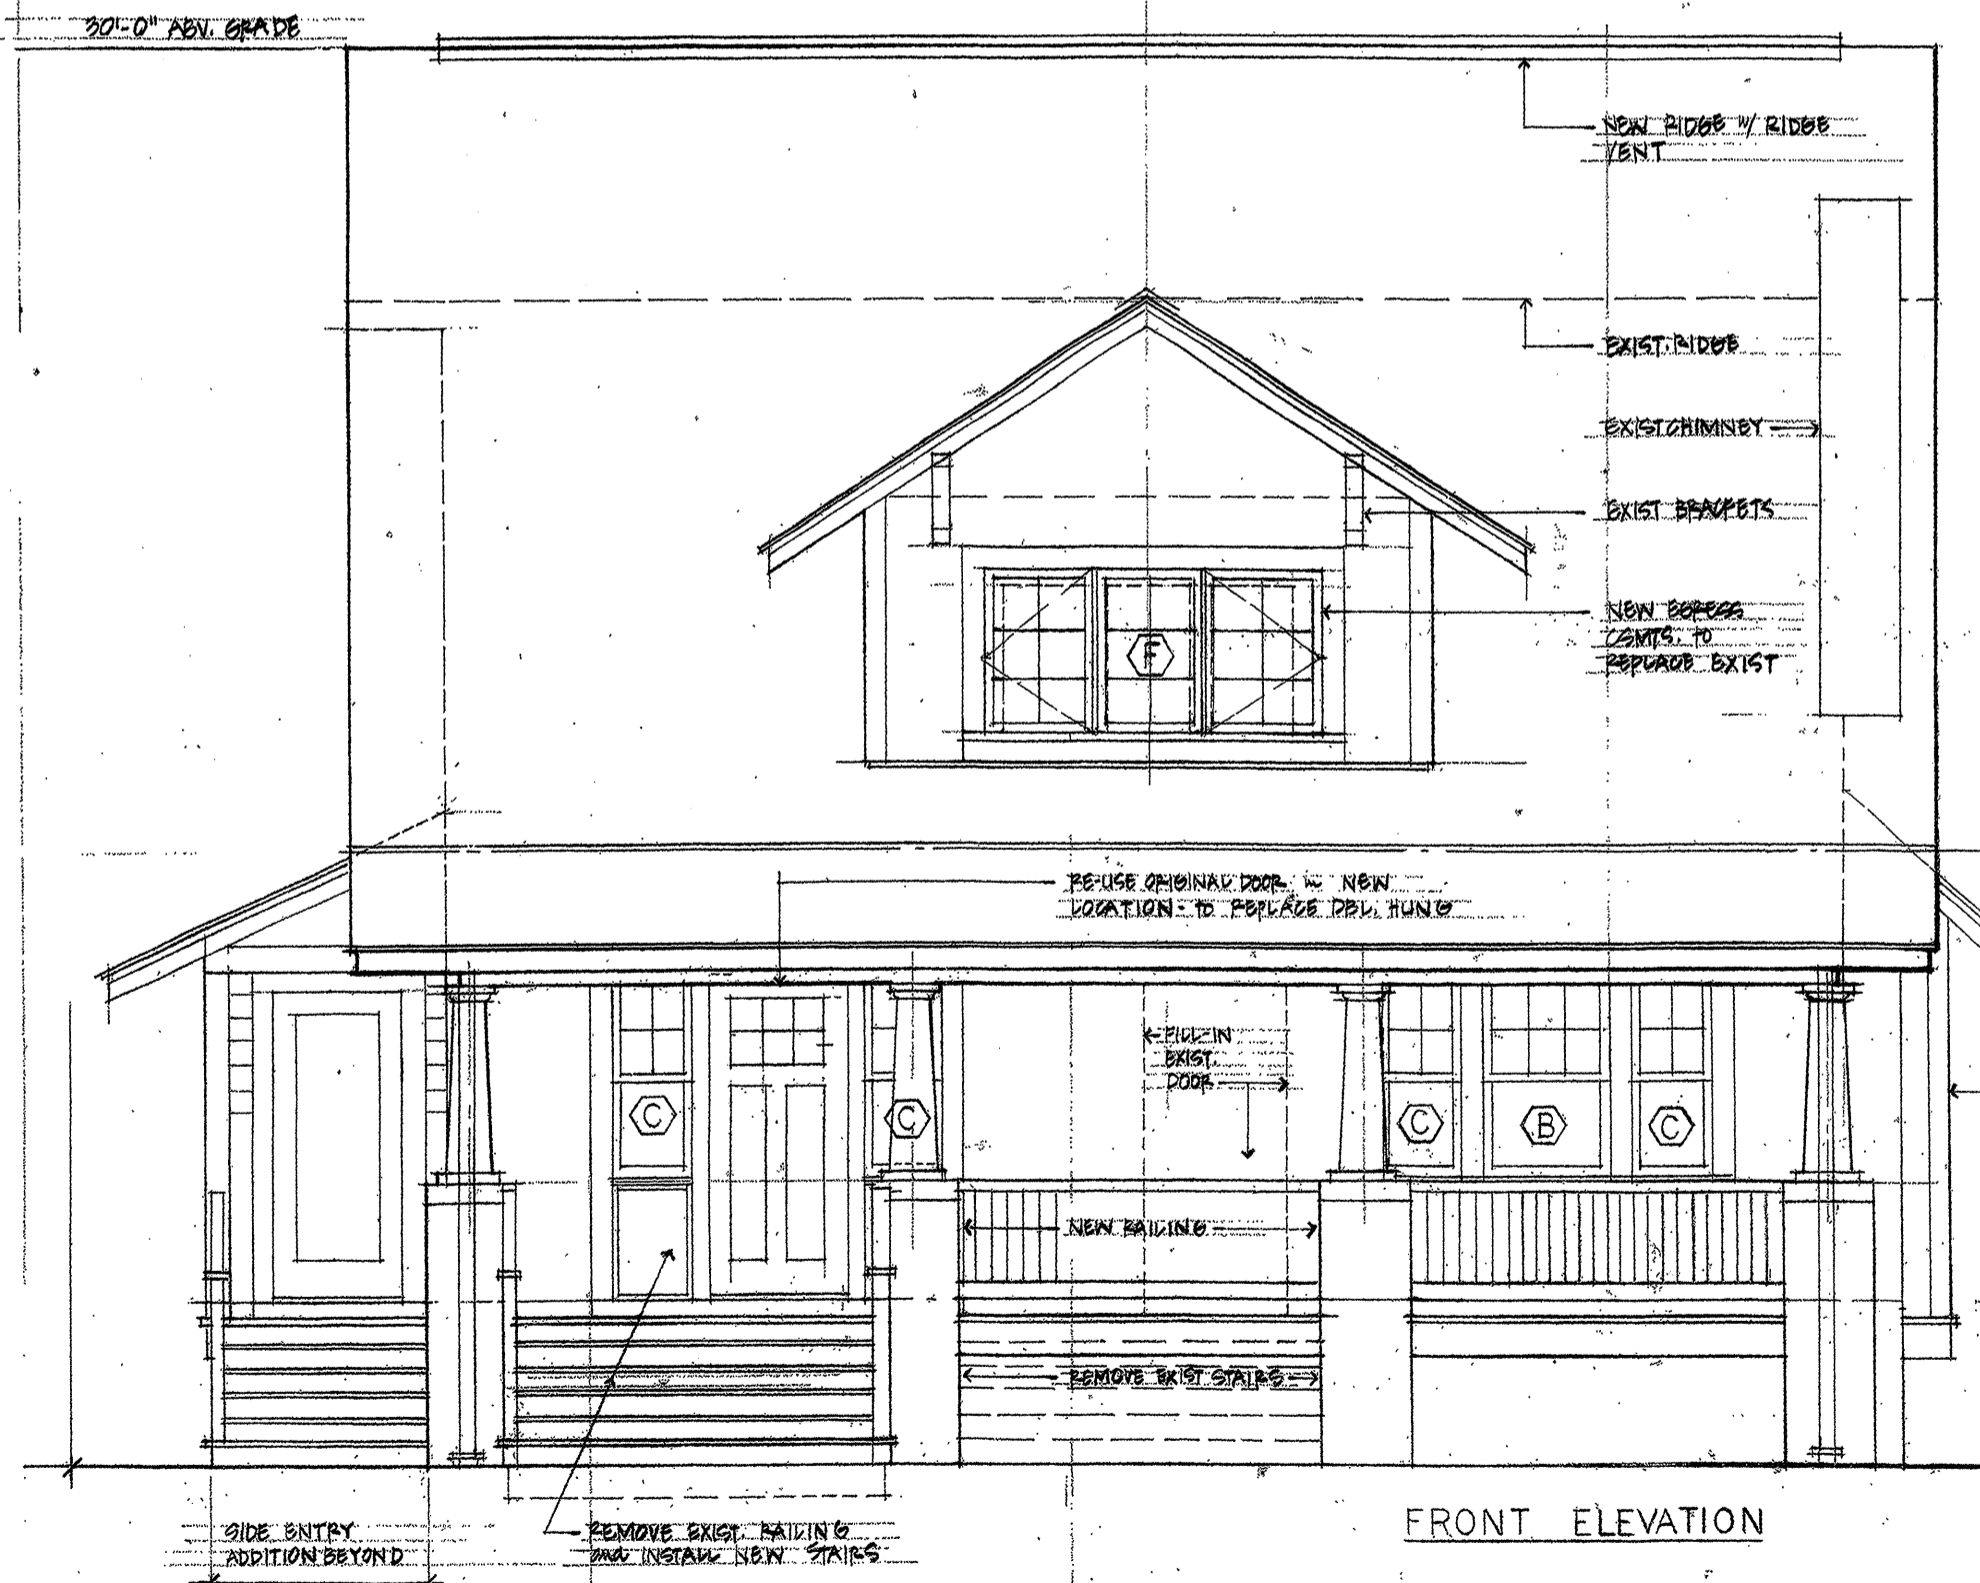 30'-0" ABV. GRADE
NEW RIDGE W/ RIDGE
VENT
EXIST. RIDGE
EXIST CHIMNEY
EXIST BRACKETS
NEW EGRESS
CSMTS. TO
REPLACE EXIST
F
RE-USE ORIGINAL DOOR in NEW
LOCATION - TO REPLACE DBL. HUNG
FILL-IN
EXIST.
DOOR
C
C
C
B
C
NEW RAILING
REMOVE EXIST STAIRS
SIDE ENTRY
ADDITION BEYOND
REMOVE EXIST. RAILING
and INSTALL NEW STAIRS
FRONT ELEVATION